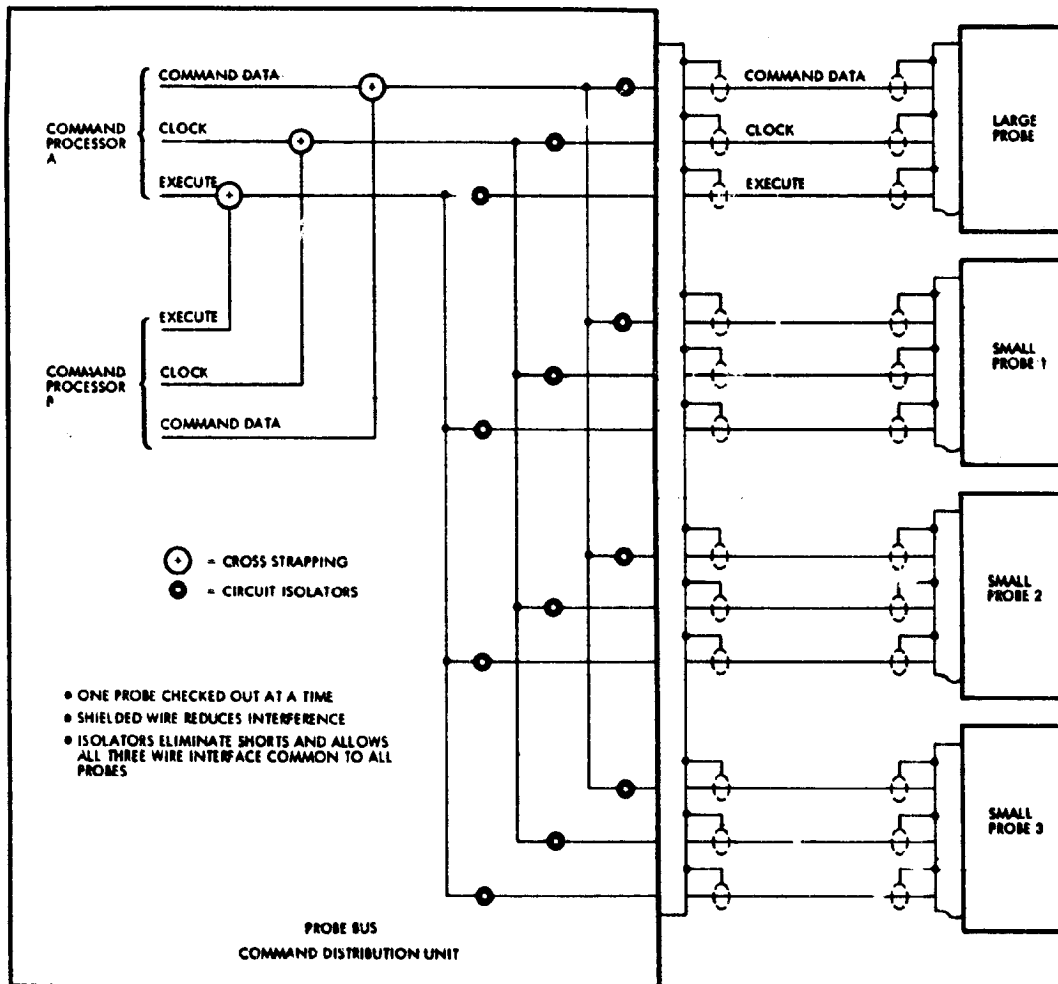 COMMAND DATA
CLOCK
EXECUTE
COMMAND
PROCESSOR
A
EXECUTE
CLOCK
COMMAND DATA
COMMAND
PROCESSOR
= CROSS STRAPPING
= CIRCUIT ISOLATORS
• ONE PROBE CHECKED OUT AT A TIME
• SHIELDED WIRE REDUCES INTERFERENCE
• ISOLATORS ELIMINATE SHORTS AND ALLOWS
ALL THREE WIRE INTERFACE COMMON TO ALL
PROBES
PROBE BUS
COMMAND DISTRIBUTION UNIT
COMMAND DATA
CLOCK
EXECUTE
LARGE
PROBE
SMALL
PROBE 1
SMALL
PROBE 2
SMALL
PROBE 3